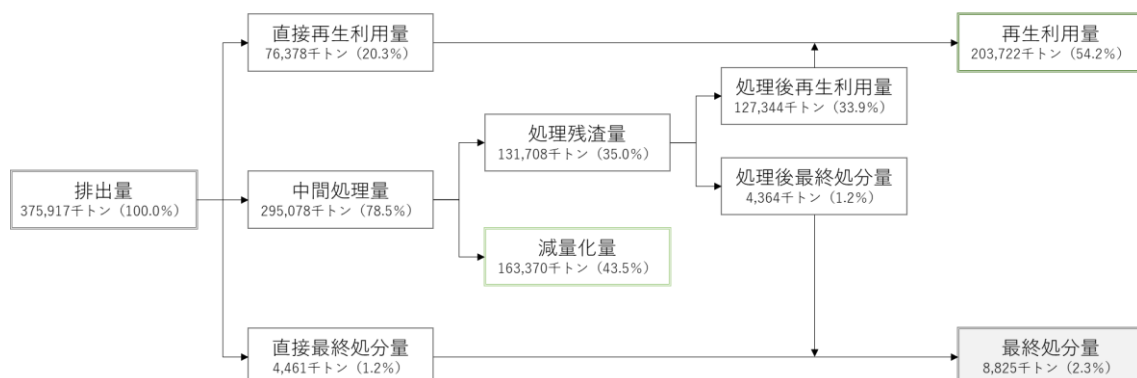 直接再生利用量
76,378千トン（20.3%）
再生利用量
203,722千トン（54.2%）
処理後再生利用量
127,344千トン（33.9%）
処理残渣量
131,708千トン（35.0%）
排出量
375,917千トン（100.0%）
中間処理量
295,078千トン（78.5%）
処理後最終処分量
4,364千トン（1.2%）
減量化量
163,370千トン（43.5%）
直接最終処分量
4,461千トン（1.2%）
最終処分量
8,825千トン（2.3%）